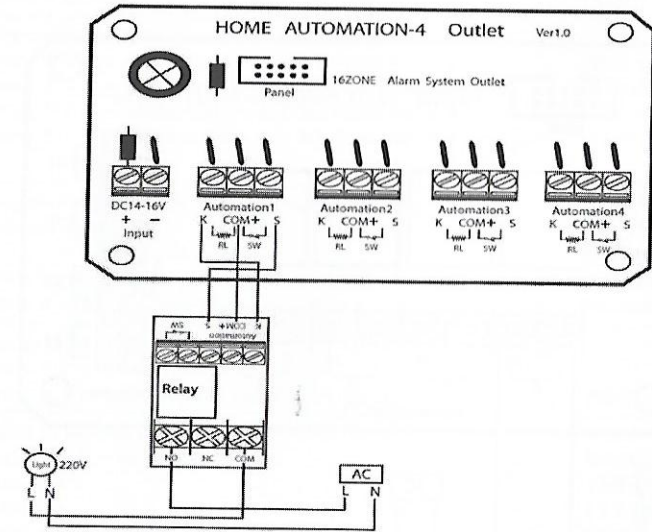 HOME AUTOMATION-4 Outlet Ver1.0
16ZONE Alarm System Outlet
Panel
DC14-16V
+ −
Input
Automation1
K COM+ S
RL SW
Automation2
K COM+ S
RL SW
Automation3
K COM+ S
RL SW
Automation4
K COM+ S
RL SW
SW S COM+ K
Automation
Relay
NO NC COM
Light 220V
L N
AC
L N